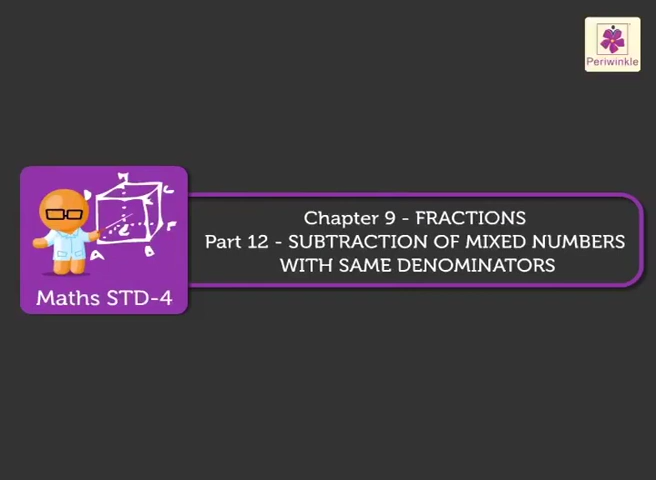 Periwinkle
Chapter 9 - FRACTIONS
Part 12 - SUBTRACTION OF MIXED NUMBERS
WITH SAME DENOMINATORS
Maths STD-4
A
B